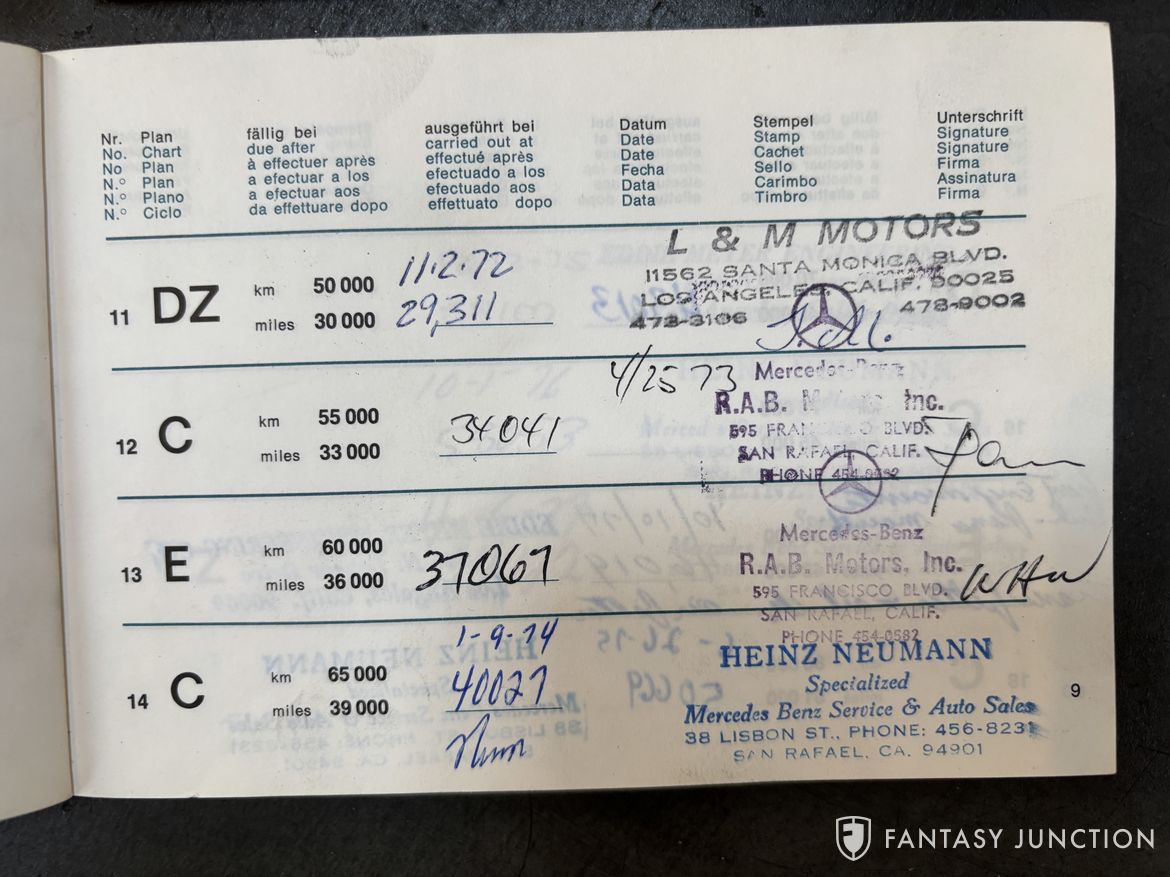 Nr. Plan fällig bei ausgeführt bei Datum Stempel Unterschrift
No. Chart due after carried out at Date Stamp Signature
No Plan à effectuer après effectué après Date Cachet Signature
N.º Plan a efectuar a los efectuado a los Fecha Sello Firma
N.º Plano a efectuar aos efectuado aos Data Carimbo Assinatura
N.º Ciclo da effettuare dopo effettuato dopo Data Timbro Firma
L & M MOTORS
11562 SANTA MONICA BLVD.
LOS ANGELES, CALIF. 90025
473-3106 478-9002
11 DZ km 50 000 11.2.72
miles 30 000 29,311
4/25 73
Mercedes-Benz
R.A.B. Motors Inc.
595 FRANCISCO BLVD.
SAN RAFAEL, CALIF.
PHONE 454-0582
12 C km 55 000
miles 33 000 34041
Mercedes-Benz
R.A.B. Motors, Inc.
595 FRANCISCO BLVD.
SAN RAFAEL, CALIF.
PHONE 454-0582
13 E km 60 000
miles 36 000 37067
1-9-74
14 C km 65 000 40027
miles 39 000
HEINZ NEUMANN
Specialized
Mercedes Benz Service & Auto Sales
38 LISBON ST., PHONE: 456-8231
SAN RAFAEL, CA. 94901
9
FANTASY JUNCTION